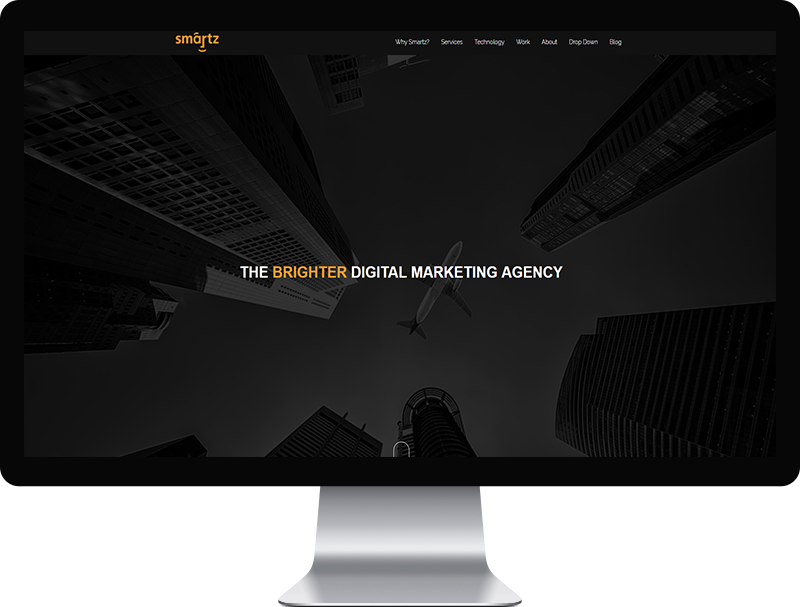 smartz
Why Smartz? Services Technology Work About Drop Down Blog
THE BRIGHTER DIGITAL MARKETING AGENCY